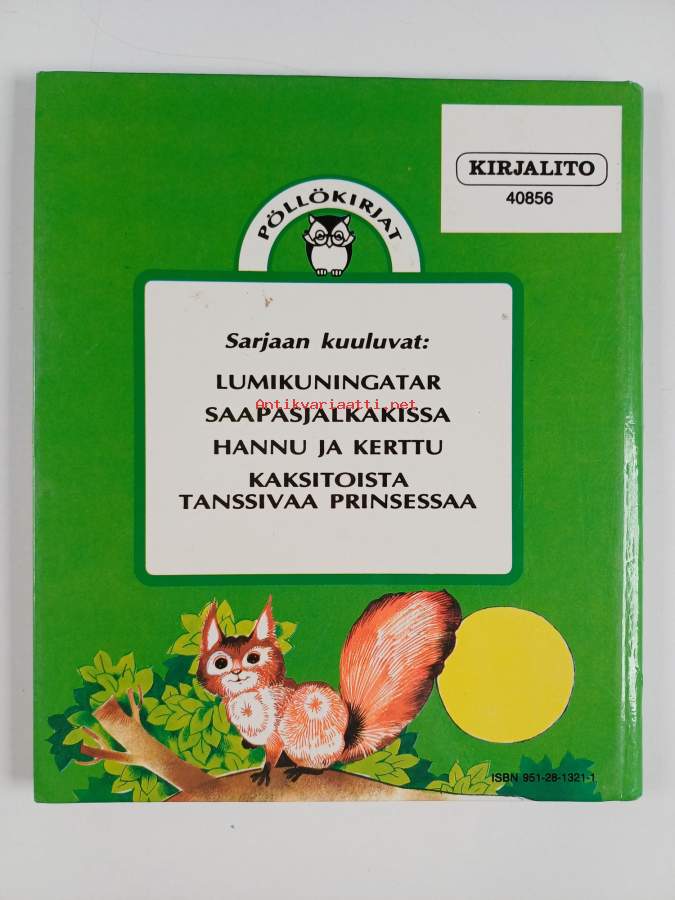 KIRJALITO
40856
PÖLLÖKIRJAT
Sarjaan kuuluvat:
LUMIKUNINGATAR
Antikvariaatti.net
SAAPASJALKAKISSA
HANNU JA KERTTU
KAKSITOISTA
TANSSIVAA PRINSESSAA
ISBN 951-28-1321-1